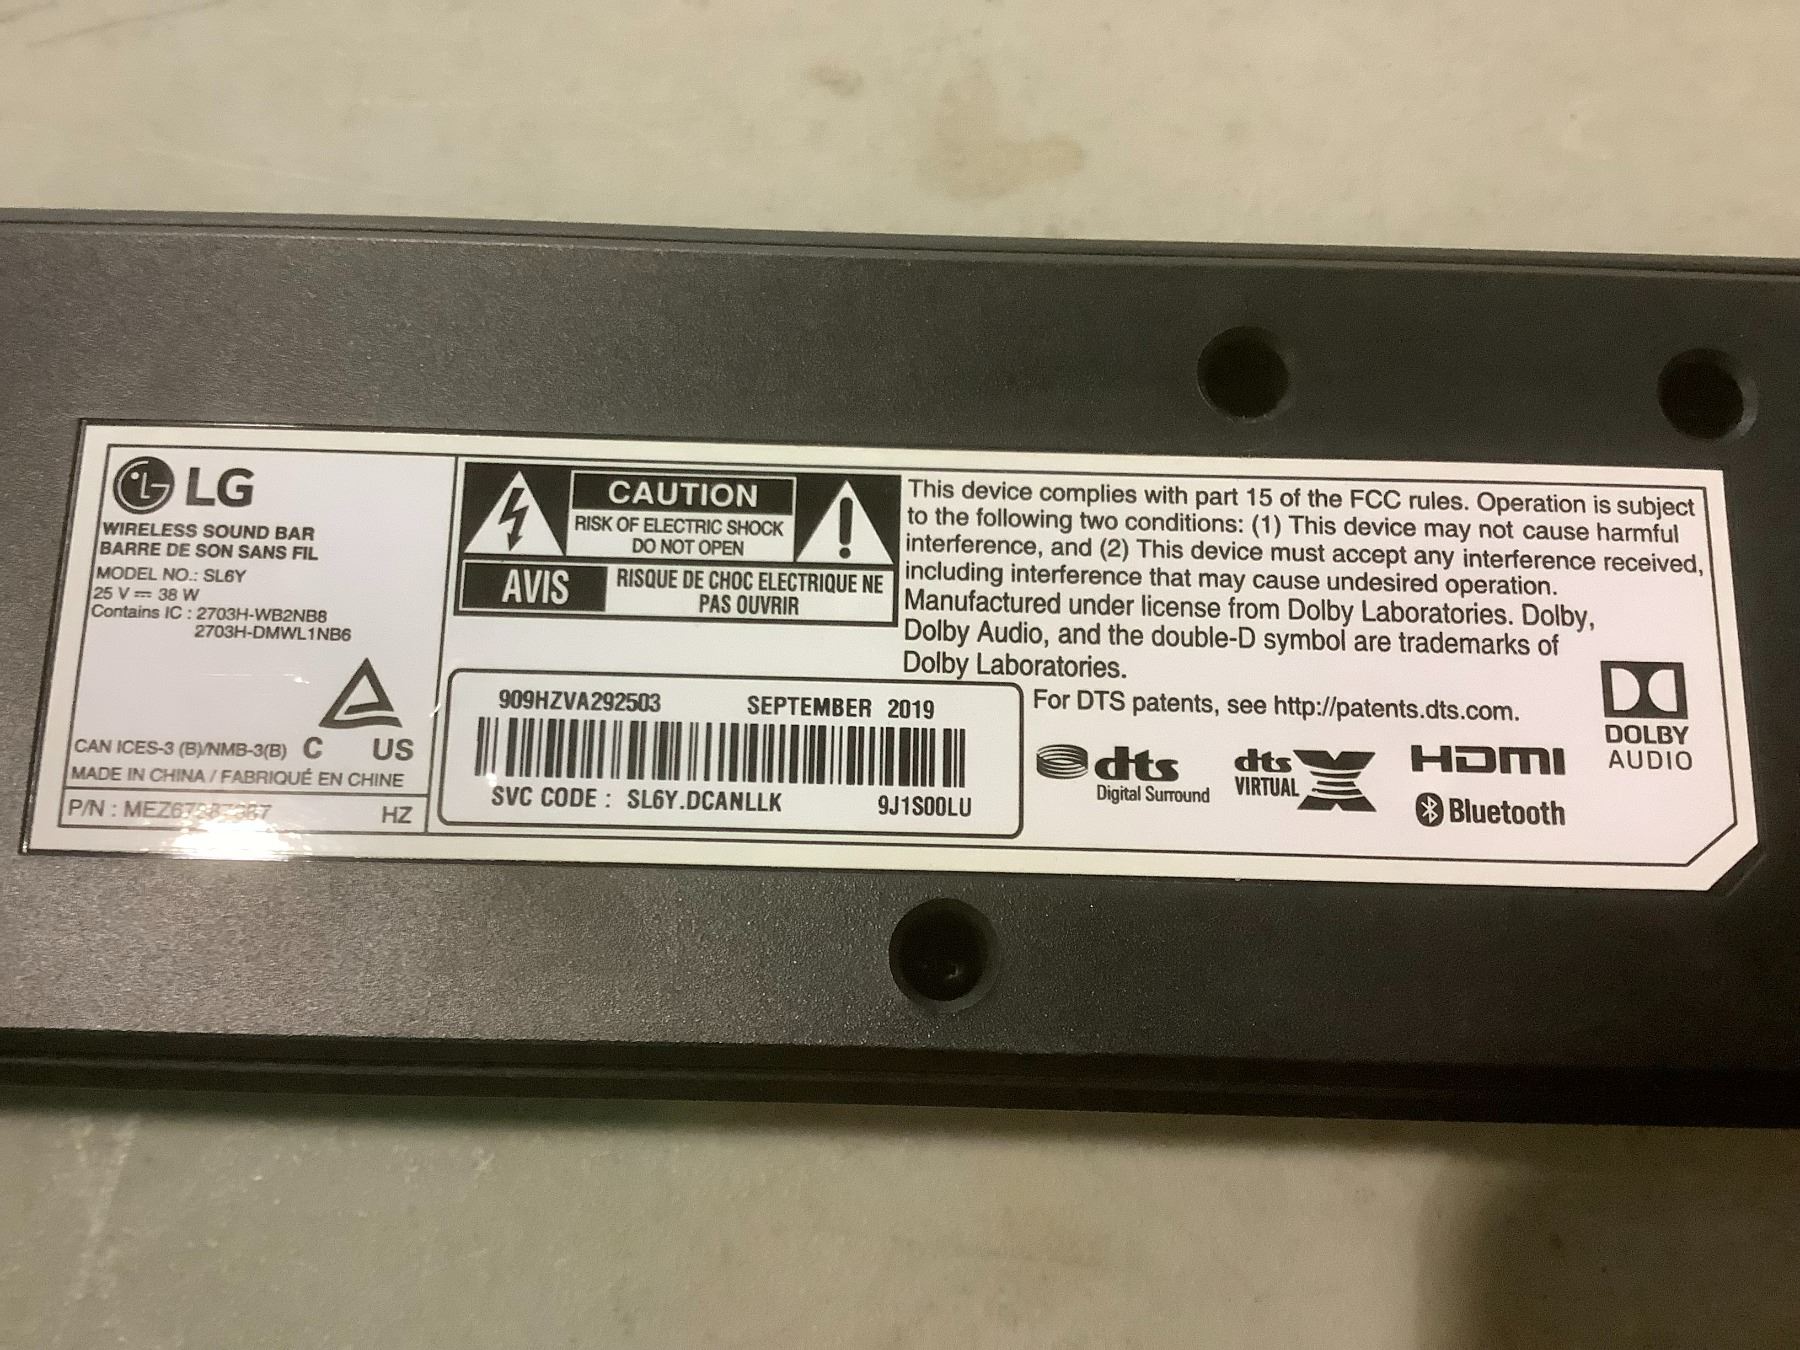 LG
WIRELESS SOUND BAR
BARRE DE SON SANS FIL
MODEL NO.: SL6Y
25 V ⎓ 38 W
Contains IC : 2703H-WB2NB8
2703H-DMWL1NB6
CAN ICES-3 (B)/NMB-3(B) C US
MADE IN CHINA / FABRIQUÉ EN CHINE
P/N : HZ
CAUTION
RISK OF ELECTRIC SHOCK
DO NOT OPEN
AVIS
RISQUE DE CHOC ELECTRIQUE NE
PAS OUVRIR
909HZVA292503 SEPTEMBER 2019
SVC CODE : SL6Y.DCANLLK 9J1S00LU
This device complies with part 15 of the FCC rules. Operation is subject
to the following two conditions: (1) This device may not cause harmful
interference, and (2) This device must accept any interference received,
including interference that may cause undesired operation.
Manufactured under license from Dolby Laboratories. Dolby,
Dolby Audio, and the double-D symbol are trademarks of
Dolby Laboratories.
For DTS patents, see http://patents.dts.com.
dts
Digital Surround
dts
VIRTUAL X
HDMI
Bluetooth
DOLBY
AUDIO